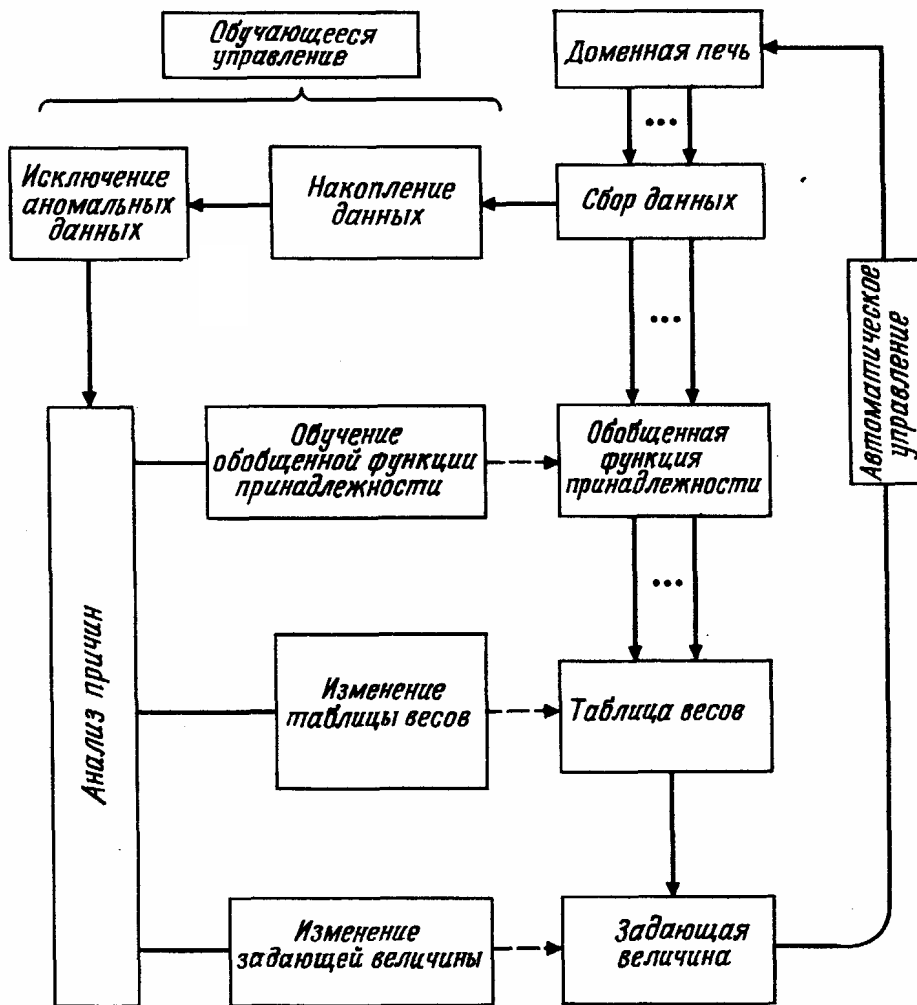 Обучающееся
управление
Доменная печь
Исключение
аномальных
данных
Накопление
данных
Сбор данных
Автоматическое
управление
Обучение
обобщенной функции
принадлежности
Обобщенная
функция
принадлежности
Анализ причин
Изменение
таблицы весов
Таблица весов
Изменение
задающей величины
Задающая
величина